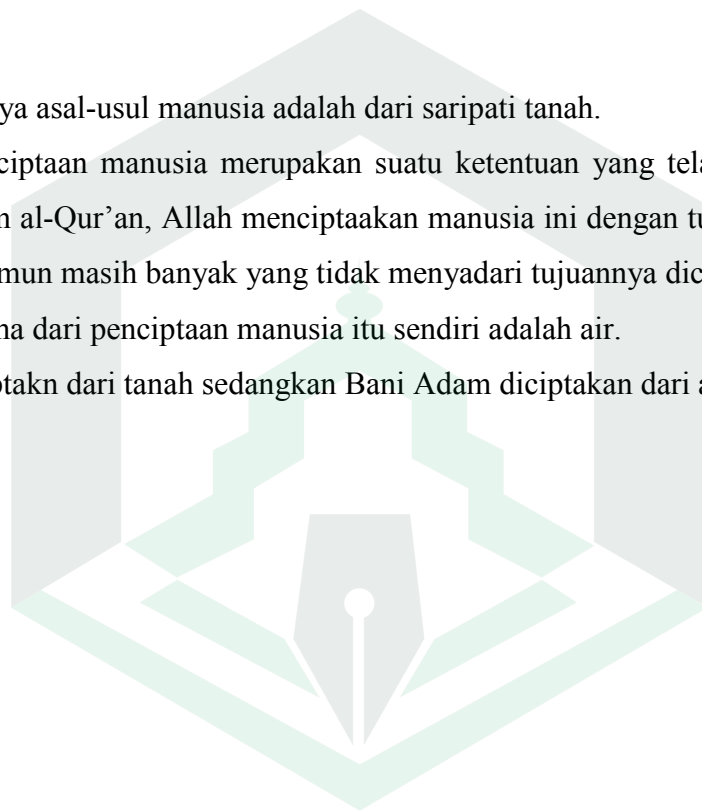 ya asal-usul manusia adalah dari saripati tanah.
ciptaan manusia merupakan suatu ketentuan yang tela
n al-Qur’an, Allah menciptaakan manusia ini dengan tu
mun masih banyak yang tidak menyadari tujuannya dic
na dari penciptaan manusia itu sendiri adalah air.
takn dari tanah sedangkan Bani Adam diciptakan dari a